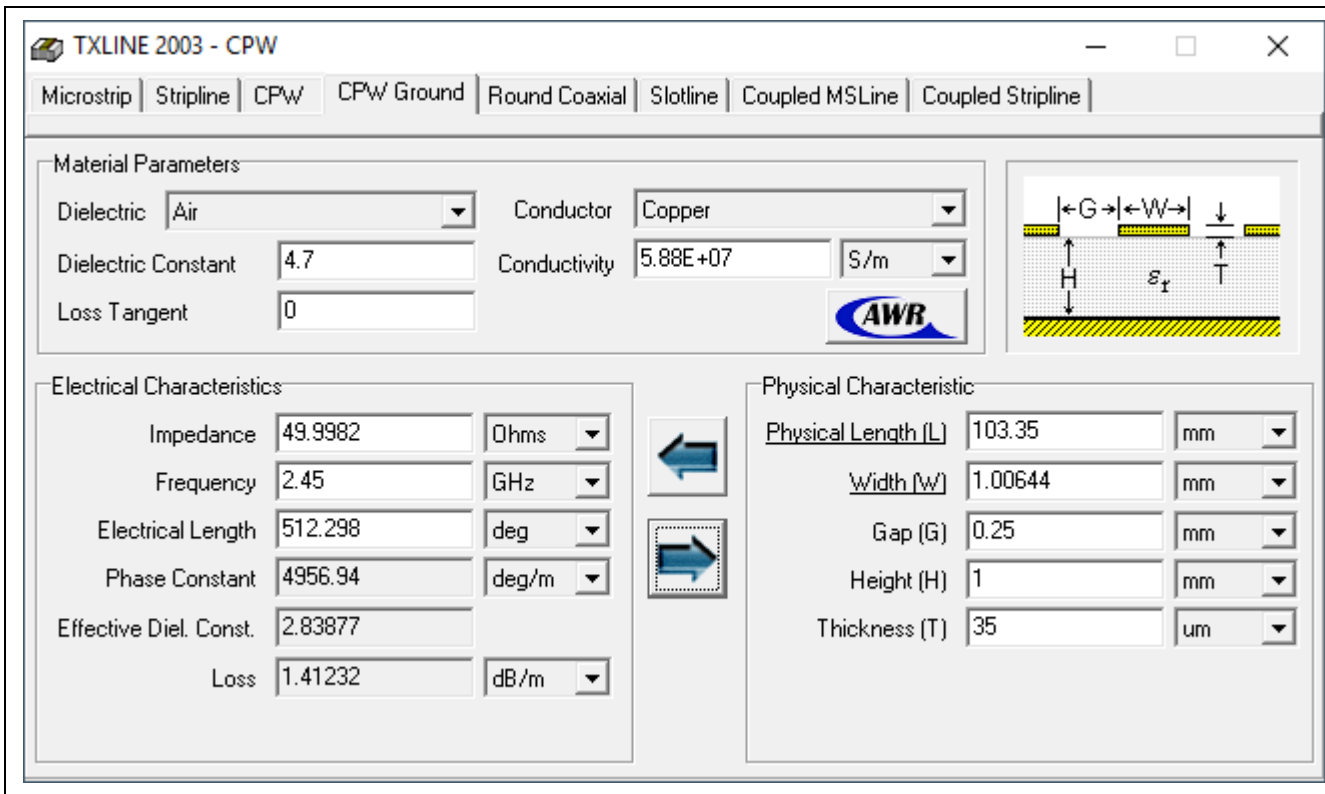 TXLINE 2003 - CPW
Microstrip Stripline CPW CPW Ground Round Coaxial Slotline Coupled MSLine Coupled Stripline
Material Parameters
Dielectric Air Conductor Copper
Dielectric Constant 4.7 Conductivity 5.88E+07 S/m
Loss Tangent 0
AWR
←G→ ←W→ ↓
↑ H ↓ εr ↑ T
Electrical Characteristics
Impedance 49.9982 Ohms
Frequency 2.45 GHz
Electrical Length 512.298 deg
Phase Constant 4956.94 deg/m
Effective Diel. Const. 2.83877
Loss 1.41232 dB/m
Physical Characteristic
Physical Length (L) 103.35 mm
Width (W) 1.00644 mm
Gap (G) 0.25 mm
Height (H) 1 mm
Thickness (T) 35 um